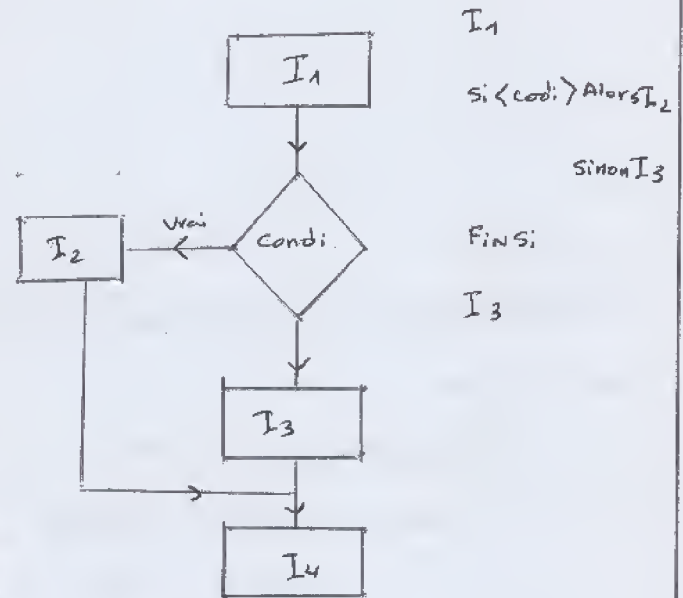 I1
I1
si <codi> Alors I2
sinon I3
Vrai
I2
Condi.
Fin Si
I3
I3
I4